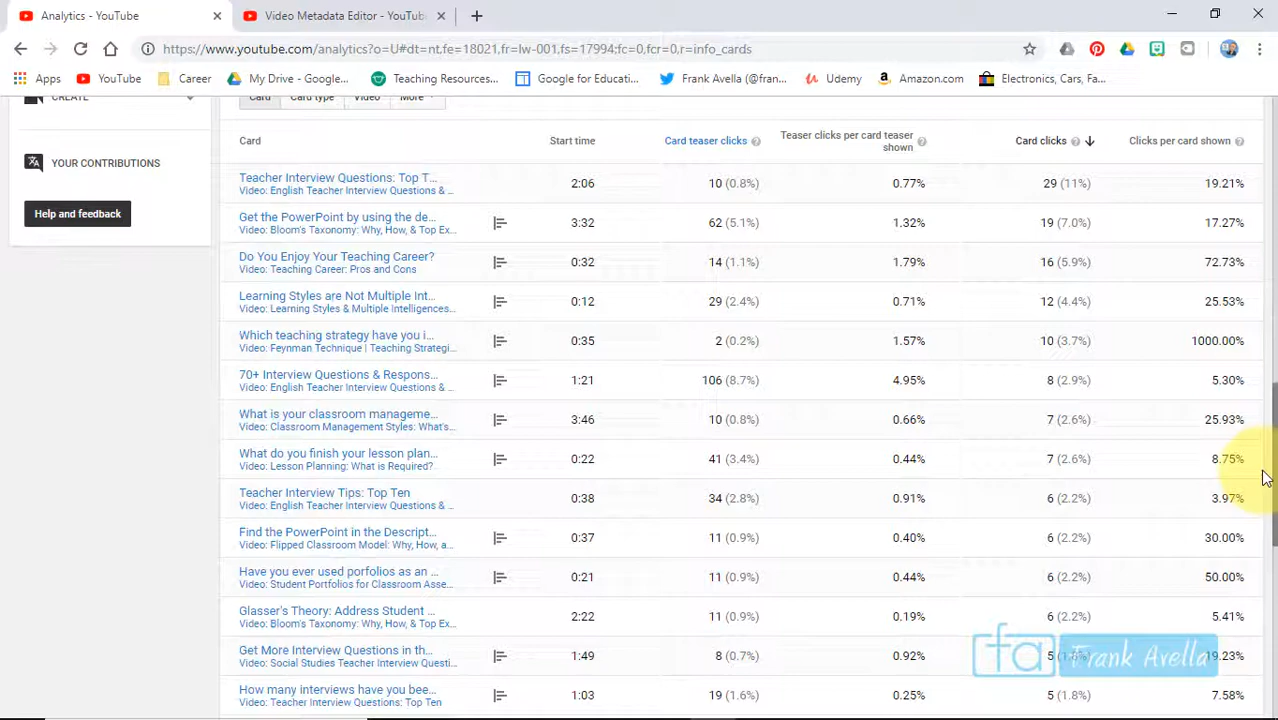 Analytics - YouTube
Video Metadata Editor - YouTub
https://www.youtube.com/analytics?o=U#dt=nt,fe=18021,fr=lw-001,fs=17994;fc=0,fcr=0,r=info_cards
Apps YouTube Career My Drive - Google... Teaching Resources... Google for Educati... Frank Avella (@fran... Udemy Amazon.com Electronics, Cars, Fa...
CREATE
Card Card type Video More
YOUR CONTRIBUTIONS
Help and feedback
Card Start time Card teaser clicks Teaser clicks per card teaser shown Card clicks Clicks per card shown
Teacher Interview Questions: Top T... 2:06 10 (0.8%) 0.77% 29 (11%) 19.21%
Video: English Teacher Interview Questions & ...
Get the PowerPoint by using the de... 3:32 62 (5.1%) 1.32% 19 (7.0%) 17.27%
Video: Bloom's Taxonomy: Why, How, & Top Ex...
Do You Enjoy Your Teaching Career? 0:32 14 (1.1%) 1.79% 16 (5.9%) 72.73%
Video: Teaching Career: Pros and Cons
Learning Styles are Not Multiple Int... 0:12 29 (2.4%) 0.71% 12 (4.4%) 25.53%
Video: Learning Styles & Multiple Intelligences...
Which teaching strategy have you i... 0:35 2 (0.2%) 1.57% 10 (3.7%) 1000.00%
Video: Feynman Technique | Teaching Strategi...
70+ Interview Questions & Respons... 1:21 106 (8.7%) 4.95% 8 (2.9%) 5.30%
Video: English Teacher Interview Questions & ...
What is your classroom manageme... 3:46 10 (0.8%) 0.66% 7 (2.6%) 25.93%
Video: Classroom Management Styles: What's...
What do you finish your lesson plan... 0:22 41 (3.4%) 0.44% 7 (2.6%) 8.75%
Video: Lesson Planning: What is Required?
Teacher Interview Tips: Top Ten 0:38 34 (2.8%) 0.91% 6 (2.2%) 3.97%
Video: English Teacher Interview Questions & ...
Find the PowerPoint in the Descript... 0:37 11 (0.9%) 0.40% 6 (2.2%) 30.00%
Video: Flipped Classroom Model: Why, How, a...
Have you ever used porfolios as an ... 0:21 11 (0.9%) 0.44% 6 (2.2%) 50.00%
Video: Student Portfolios for Classroom Asse...
Glasser's Theory: Address Student ... 2:22 11 (0.9%) 0.19% 6 (2.2%) 5.41%
Video: Bloom's Taxonomy: Why, How, & Top Ex...
Get More Interview Questions in th... 1:49 8 (0.7%) 0.92% 5 (1.8%) 19.23%
Video: Social Studies Teacher Interview Questi...
fa Frank Avella
How many interviews have you bee... 1:03 19 (1.6%) 0.25% 5 (1.8%) 7.58%
Video: Teacher Interview Questions: Top Ten